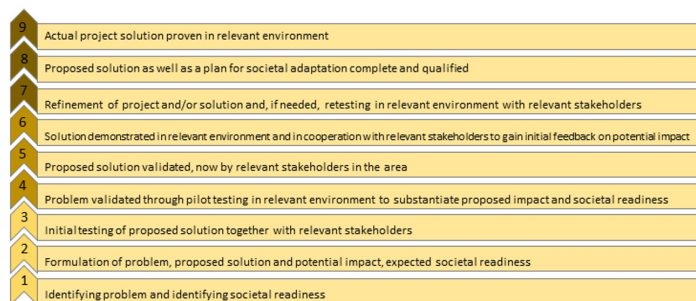 9 Actual project solution proven in relevant environment
8 Proposed solution as well as a plan for societal adaptation complete and qualified
7 Refinement of project and/or solution and, if needed, retesting in relevant environment with relevant stakeholders
6 Solution demonstrated in relevant environment and in cooperation with relevant stakeholders to gain initial feedback on potential impact
5 Proposed solution validated, now by relevant stakeholders in the area
4 Problem validated through pilot testing in relevant environment to substantiate proposed impact and societal readiness
3 Initial testing of proposed solution together with relevant stakeholders
2 Formulation of problem, proposed solution and potential impact, expected societal readiness
1 Identifying problem and identifying societal readiness